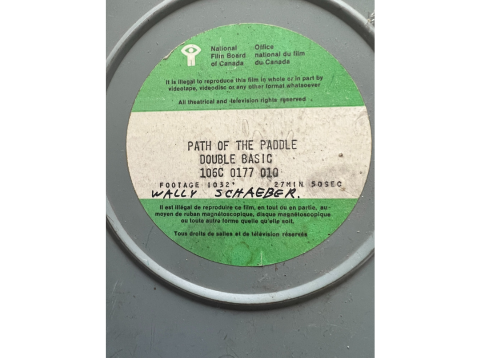 National
Film Board
of Canada
Office
national du film
du Canada
It is illegal to reproduce this film in whole or in part by
videotape, videodisc or any other format whatsoever
All theatrical and television rights reserved
PATH OF THE PADDLE
DOUBLE BASIC
106C 0177 010
FOOTAGE 1032' 27MIN 50SEC
WALLY SCHAEBER.
Il est illégal de reproduire ce film, en tout ou en partie, au
moyen de ruban magnétoscopique, disque magnétoscopique
ou toute autre forme quelle qu'elle soit.
Tous droits de salles et de télévision réservés